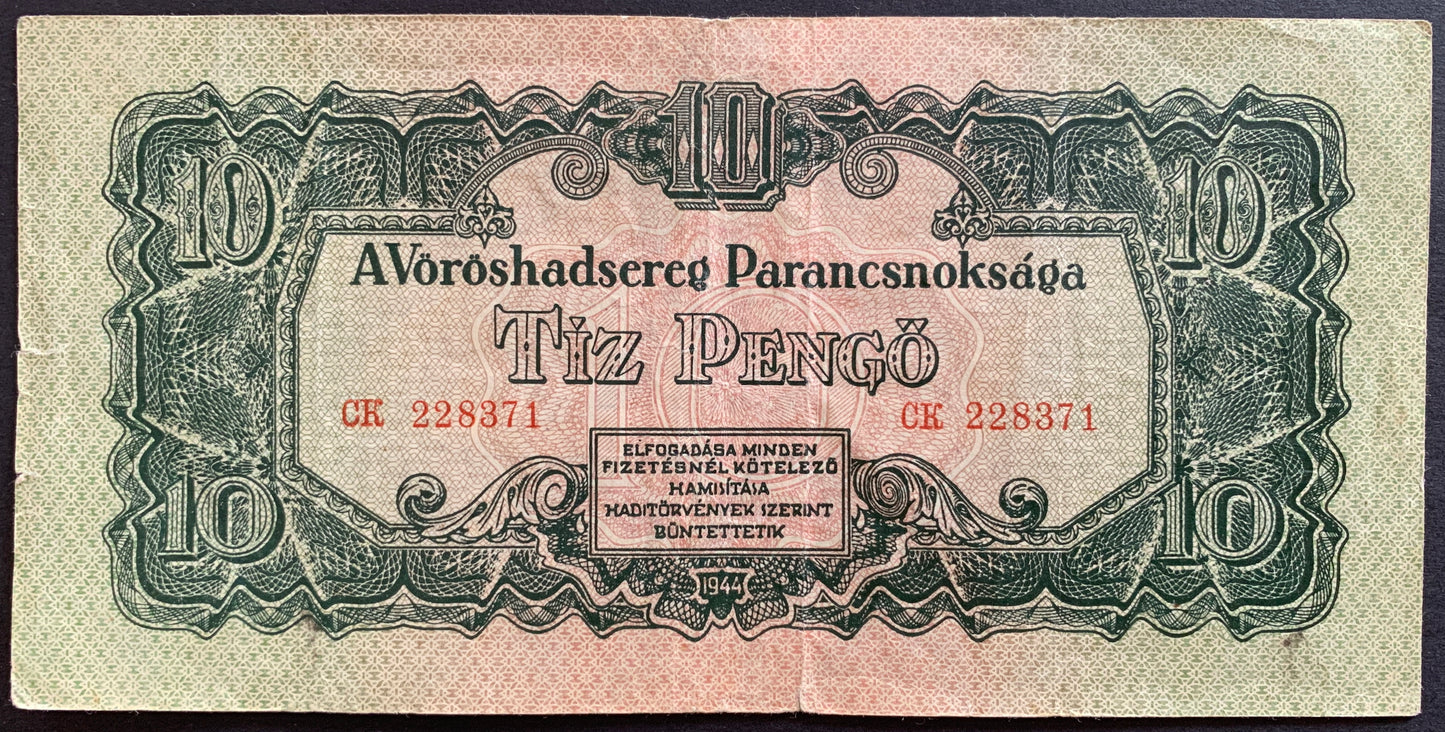 10
10 10
A Vöröshadsereg Parancsnoksága
Tíz Pengő
CK 228371 CK 228371
ELFOGADÁSA MINDEN
FIZETÉSNÉL KÖTELEZŐ
HAMISÍTÁSA
HADITÖRVÉNYEK SZERINT
BÜNTETTETIK
10 10
1944